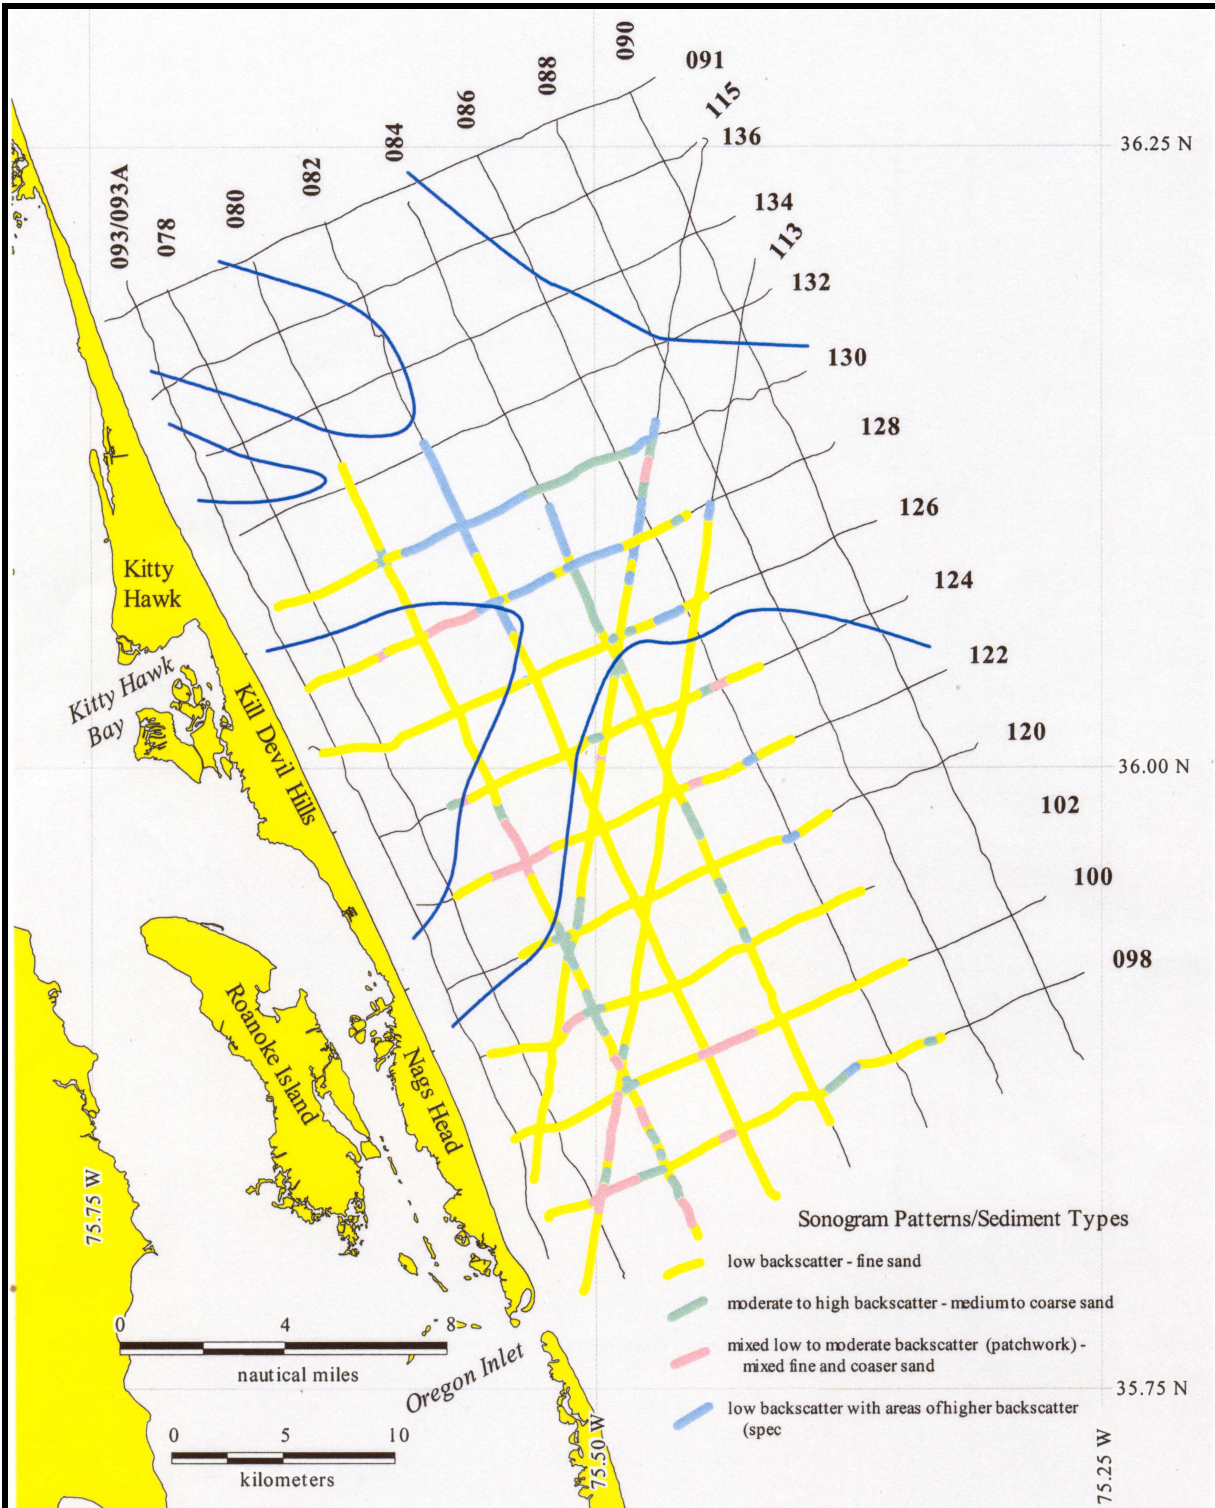 090
091
088
115
086
136
084
36.25 N
082
093/093A
134
080
078
113
132
130
128
126
Kitty
Hawk
124
122
Kitty Hawk
Bay
Kill Devil Hills
120
36.00 N
102
100
098
Roanoke Island
Nags Head
75.75 W
Sonogram Patterns/Sediment Types
low backscatter - fine sand
moderate to high backscatter - medium to coarse sand
mixed low to moderate backscatter (patchwork) -
mixed fine and coaser sand
low backscatter with areas of higher backscatter
(spec
0 4 8
nautical miles
Oregon Inlet
35.75 N
0 5 10
kilometers
75.50 W
75.25 W